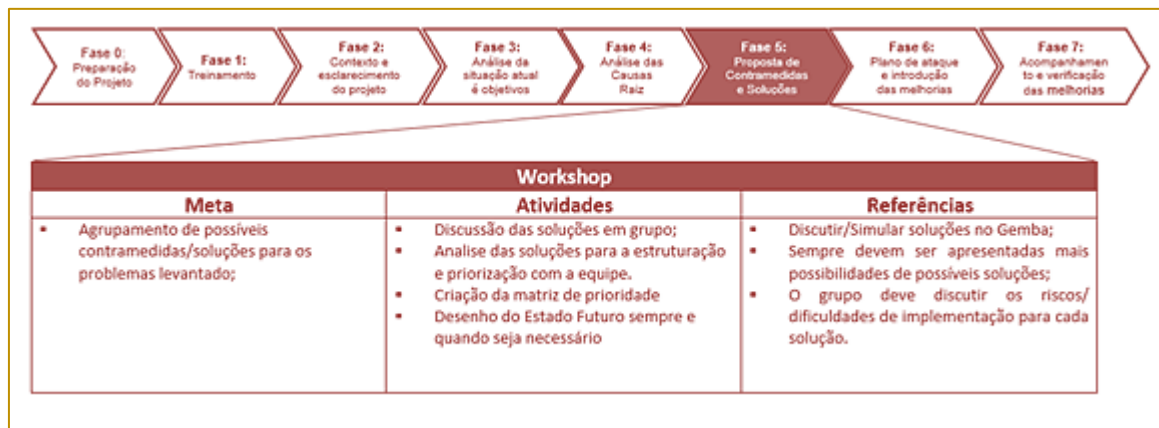 Fase 0:
Preparação
do Projeto
Fase 1:
Treinamento
Fase 2:
Contexto e
esclarecimento
do projeto
Fase 3:
Análise da
situação atual
é objetivos
Fase 4:
Análise das
Causas
Raiz
Fase 5:
Proposta de
Contramedidas
e Soluções
Fase 6:
Plano de ataque
e introdução
das melhorias
Fase 7:
Acompanhamen
to e verificação
das melhorias
Workshop
Meta
Atividades
Referências
▪ Agrupamento de possíveis
contramedidas/soluções para os
problemas levantado;
▪ Discussão das soluções em grupo;
▪ Analise das soluções para a estruturação
e priorização com a equipe.
▪ Criação da matriz de prioridade
▪ Desenho do Estado Futuro sempre e
quando seja necessário
▪ Discutir/Simular soluções no Gemba;
▪ Sempre devem ser apresentadas mais
possibilidades de possíveis soluções;
▪ O grupo deve discutir os riscos/
dificuldades de implementação para cada
solução.